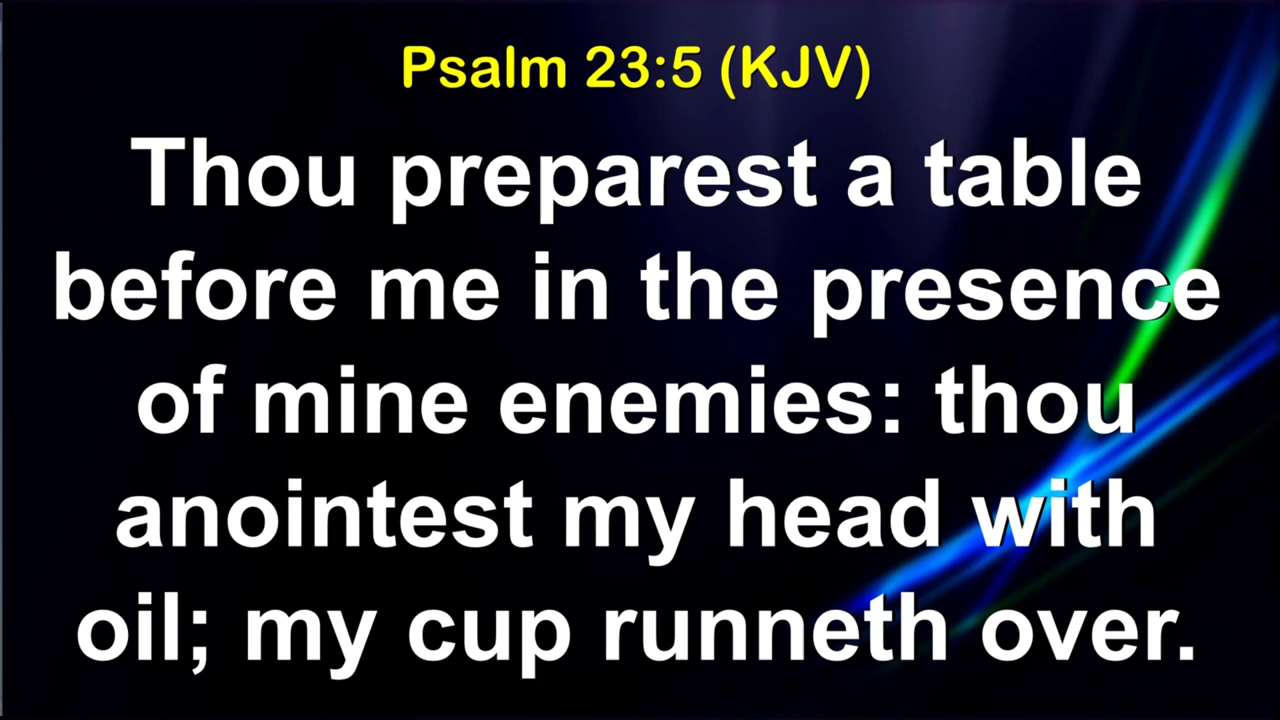 Psalm 23:5 (KJV)
Thou preparest a table
before me in the presence
of mine enemies: thou
anointest my head with
oil; my cup runneth over.